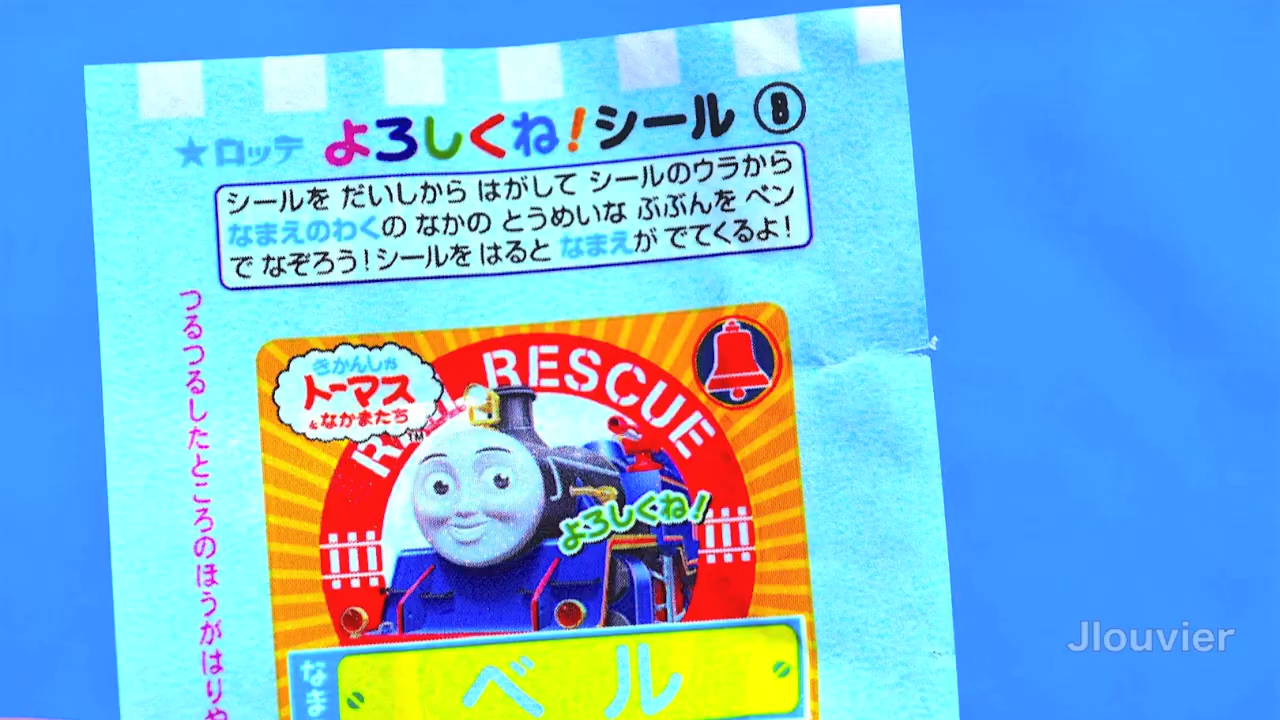 ★ロッテ よろしくね!シール ⑧
シールを だいしから はがして シールのウラから
なまえのわくの なかの とうめいな ぶぶんを ペン
で なぞろう!シールを はると なまえが でてくるよ!
つるつるしたところのほうがはりや
きかんしゃ
トーマス
&なかまたち
TM
RESCUE
よろしくね!
なま
ベル
Jlouvier